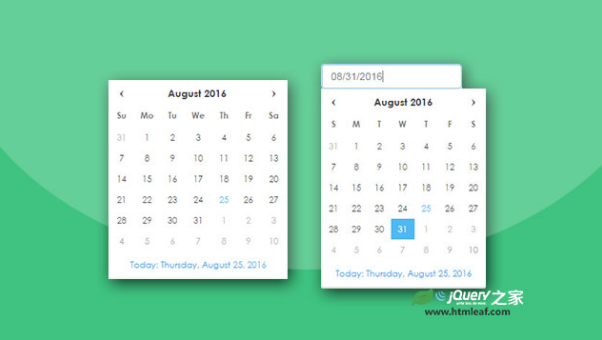 ‹ August 2016 ›
Su Mo Tu We Th Fr Sa
31 1 2 3 4 5 6
7 8 9 10 11 12 13
14 15 16 17 18 19 20
21 22 23 24 25 26 27
28 29 30 31 1 2 3
4 5 6 7 8 9 10
Today: Thursday, August 25, 2016
08/31/2016
‹ August 2016 ›
S M T W T F S
31 1 2 3 4 5 6
7 8 9 10 11 12 13
14 15 16 17 18 19 20
21 22 23 24 25 26 27
28 29 30 31 1 2 3
4 5 6 7 8 9 10
Today: Thursday, August 25, 2016
jQuery之家
www.htmleaf.com